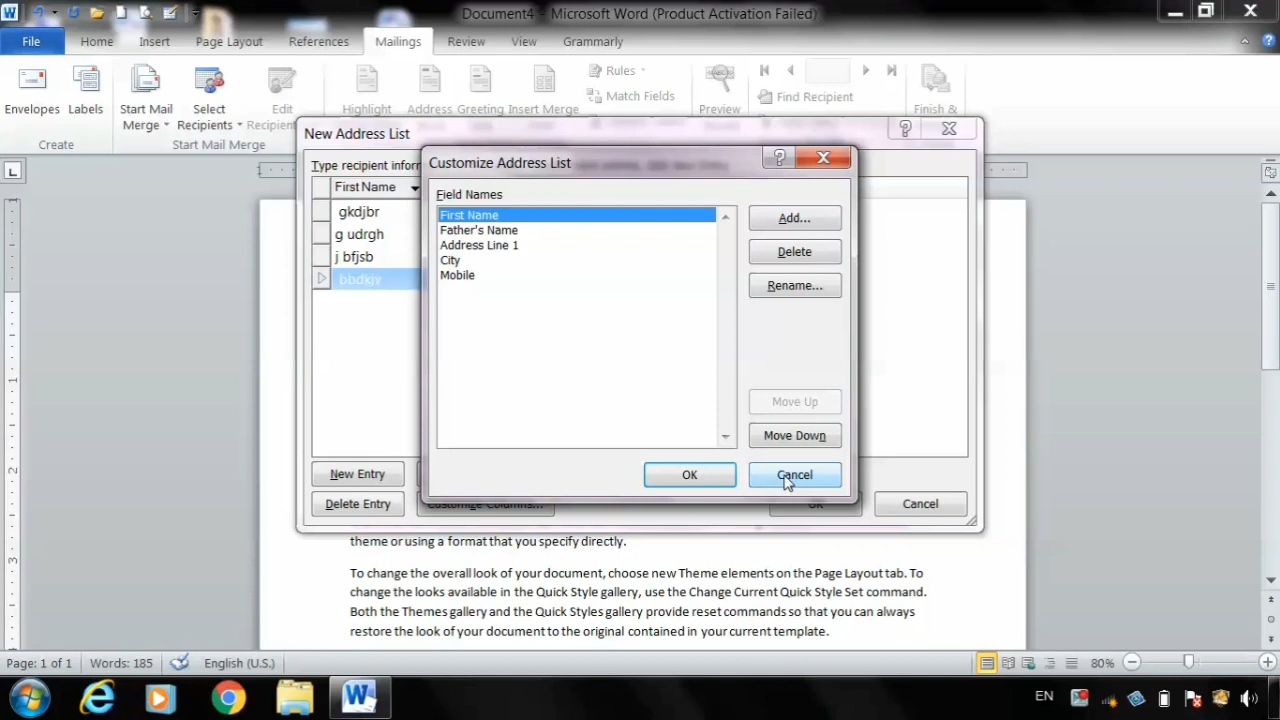 Document4 - Microsoft Word (Product Activation Failed)
File Home Insert Page Layout References Mailings Review View Grammarly
Envelopes Labels Start Mail Merge Select Recipients Edit Recipient Highlight Address Greeting Insert Merge Rules Match Fields Preview Find Recipient Finish &
Create Start Mail Merge
New Address List
Type recipient inform
First Name
gkdjbr
g udrgh
j bfjsb
bbdkjv
Customize Address List
Field Names
First Name
Father's Name
Address Line 1
City
Mobile
Add...
Delete
Rename...
Move Up
Move Down
OK Cancel
New Entry
Delete Entry Customize Columns... OK Cancel
theme or using a format that you specify directly.
To change the overall look of your document, choose new Theme elements on the Page Layout tab. To
change the looks available in the Quick Style gallery, use the Change Current Quick Style Set command.
Both the Themes gallery and the Quick Styles gallery provide reset commands so that you can always
restore the look of your document to the original contained in your current template.
Page: 1 of 1 Words: 185 English (U.S.) 80%
EN